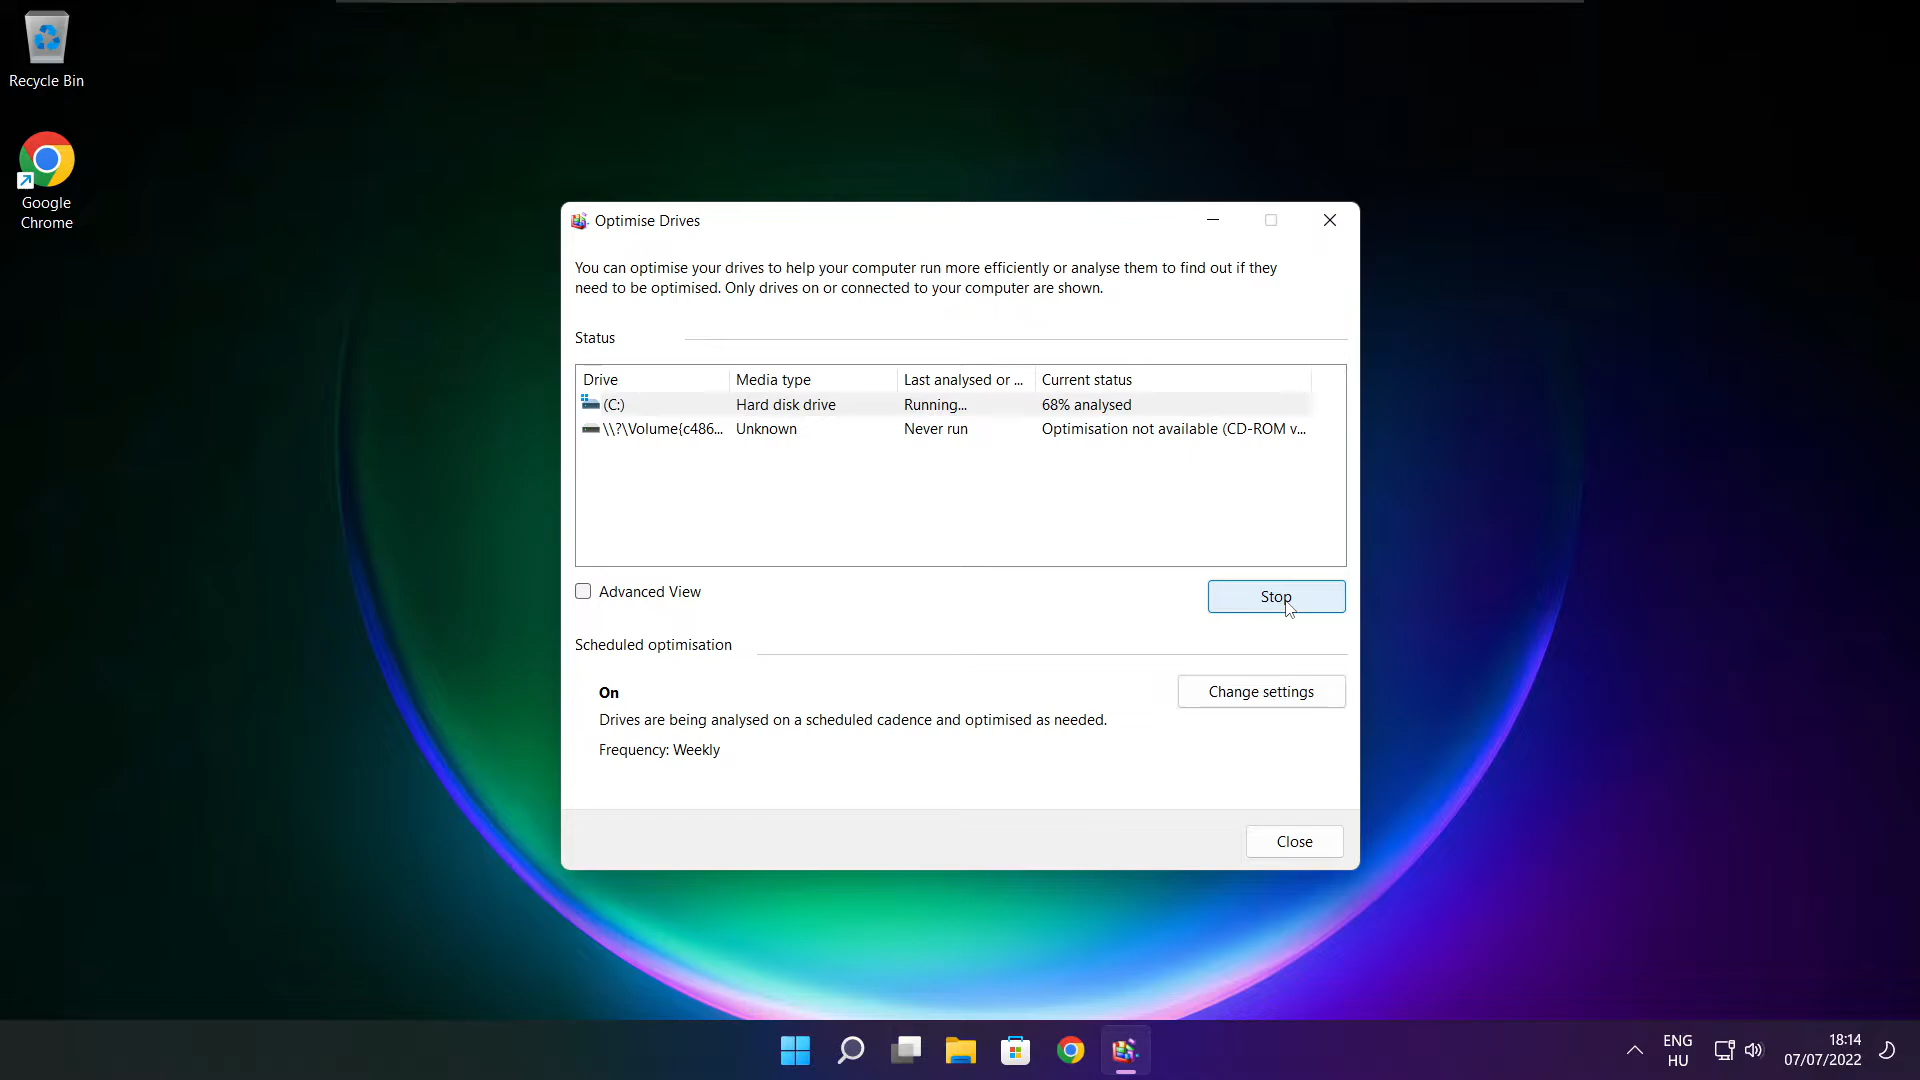 Recycle Bin
Google
Chrome
Optimise Drives
You can optimise your drives to help your computer run more efficiently or analyse them to find out if they
need to be optimised. Only drives on or connected to your computer are shown.
Status
Drive Media type Last analysed or ... Current status
(C:) Hard disk drive Running... 68% analysed
\\?\Volume{c486... Unknown Never run Optimisation not available (CD-ROM v...
Advanced View
Stop
Scheduled optimisation
On
Change settings
Drives are being analysed on a scheduled cadence and optimised as needed.
Frequency: Weekly
Close
ENG
HU
18:14
07/07/2022